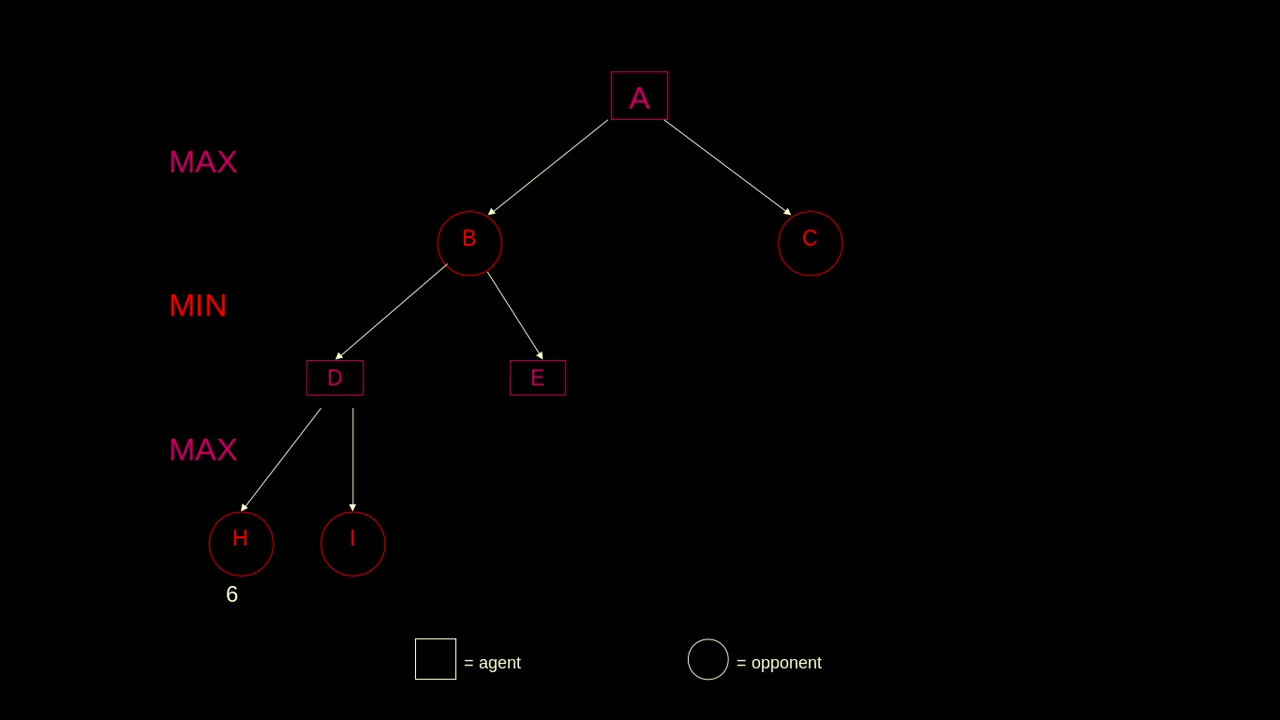 A
MAX
B
C
MIN
D
E
MAX
H
I
6
= agent
= opponent